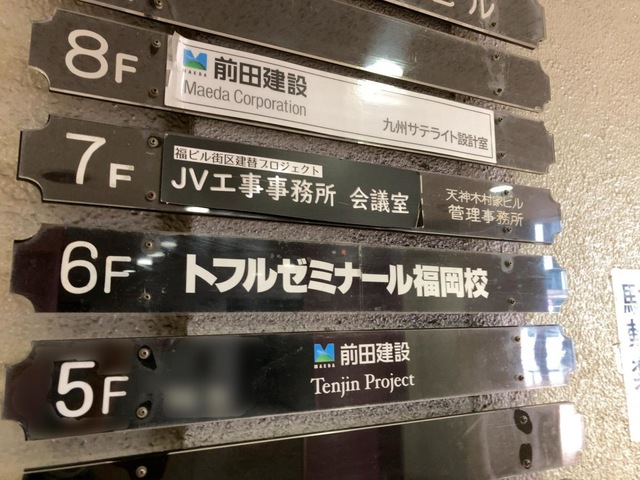 ル
8F
MAEDA
前田建設
Maeda Corporation
九州サテライト設計室
7F
福ビル街区建替プロジェクト
JV工事事務所 会議室
天神木村家ビル
管理事務所
6F トフルゼミナール福岡校
5F
MAEDA
前田建設
Tenjin Project